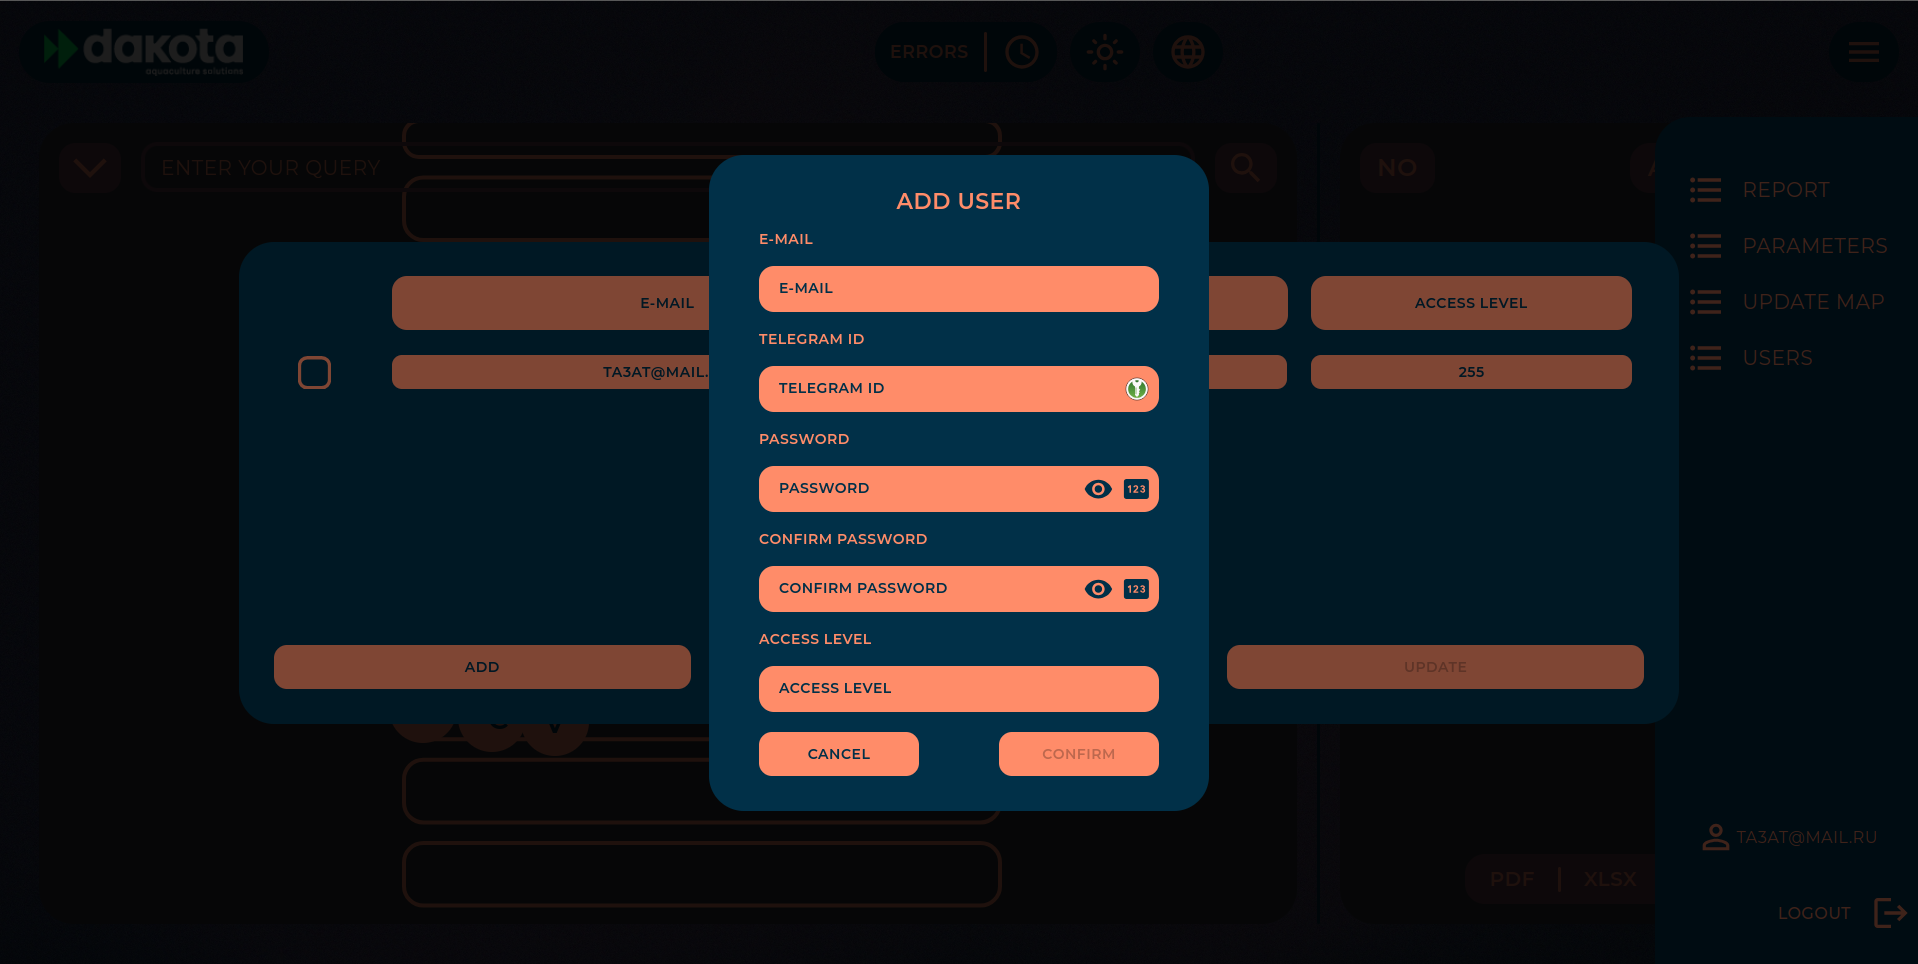 dakota
aquaculture solutions
ERRORS
ENTER YOUR QUERY
NO
REPORT
PARAMETERS
UPDATE MAP
USERS
E-MAIL
ACCESS LEVEL
TA3AT@MAIL.
255
ADD
UPDATE
ADD USER
E-MAIL
E-MAIL
TELEGRAM ID
TELEGRAM ID
PASSWORD
PASSWORD
123
CONFIRM PASSWORD
CONFIRM PASSWORD
123
ACCESS LEVEL
ACCESS LEVEL
CANCEL
CONFIRM
TA3AT@MAIL.RU
PDF | XLSX
LOGOUT